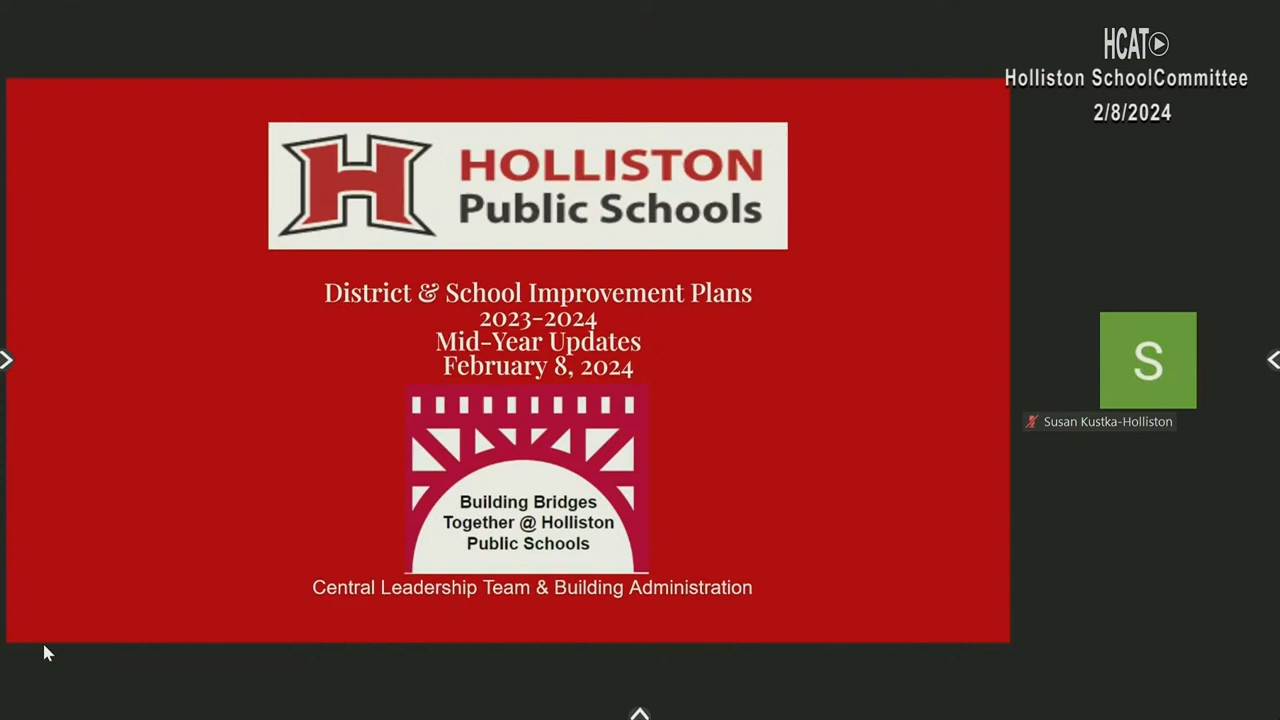 HCAT
Holliston SchoolCommittee
2/8/2024
H HOLLISTON
Public Schools
District & School Improvement Plans
2023-2024
Mid-Year Updates
February 8, 2024
Building Bridges
Together @ Holliston
Public Schools
Central Leadership Team & Building Administration
S
Susan Kustka-Holliston